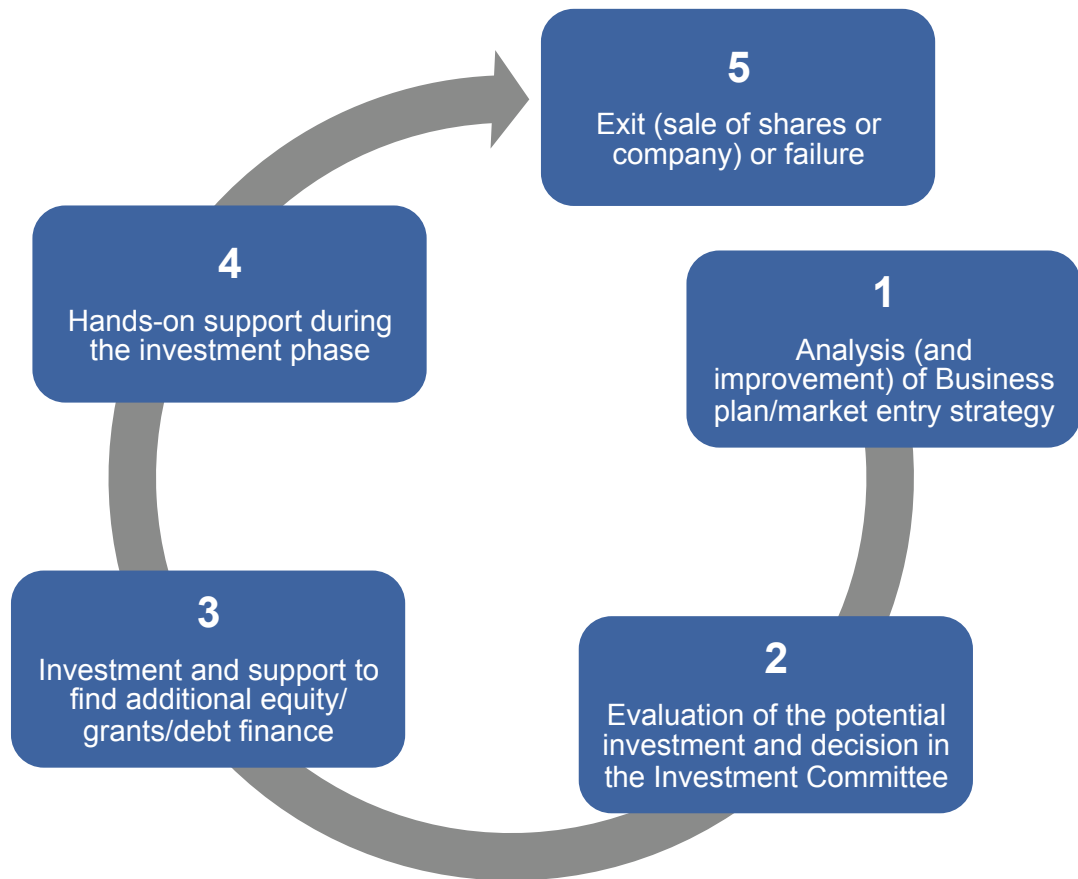 5
Exit (sale of shares or
company) or failure
4
Hands-on support during
the investment phase
1
Analysis (and
improvement) of Business
plan/market entry strategy
3
Investment and support to
find additional equity/
grants/debt finance
2
Evaluation of the potential
investment and decision in
the Investment Committee